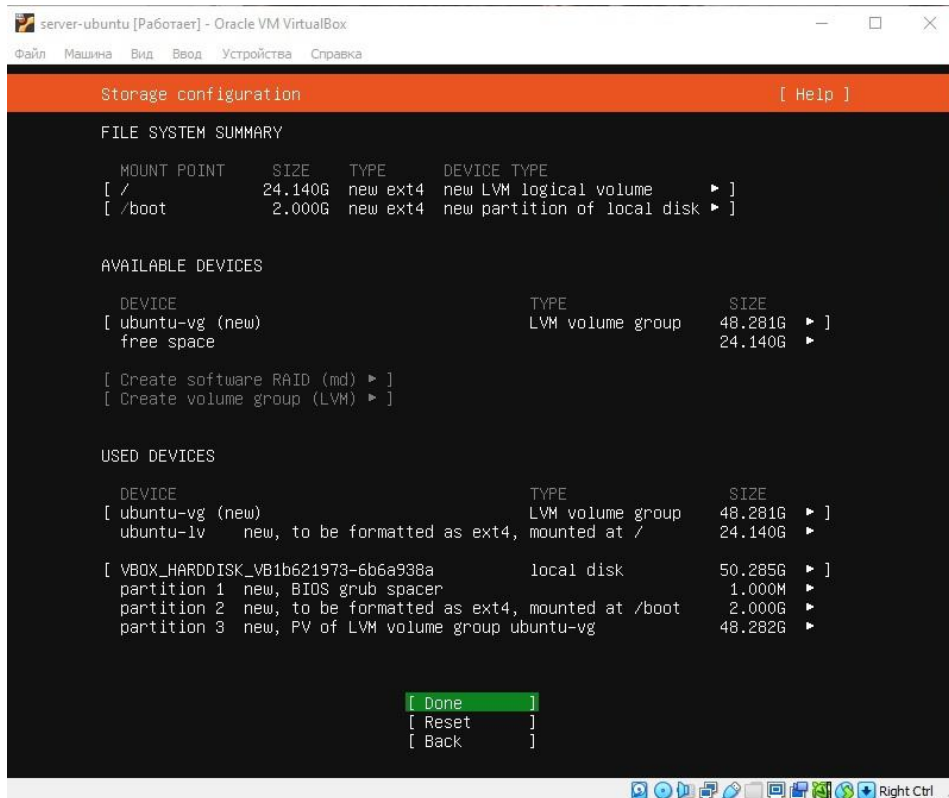 server-ubuntu [Работает] - Oracle VM VirtualBox
Файл Машина Вид Ввод Устройства Справка
Storage configuration [ Help ]
FILE SYSTEM SUMMARY
MOUNT POINT SIZE TYPE DEVICE TYPE
[ / 24.140G new ext4 new LVM logical volume ▸ ]
[ /boot 2.000G new ext4 new partition of local disk ▸ ]
AVAILABLE DEVICES
DEVICE TYPE SIZE
[ ubuntu-vg (new) LVM volume group 48.281G ▸ ]
free space 24.140G ▸
[ Create software RAID (md) ▸ ]
[ Create volume group (LVM) ▸ ]
USED DEVICES
DEVICE TYPE SIZE
[ ubuntu-vg (new) LVM volume group 48.281G ▸ ]
ubuntu-lv new, to be formatted as ext4, mounted at / 24.140G ▸
[ VBOX_HARDDISK_VB1b621973-6b6a938a local disk 50.285G ▸ ]
partition 1 new, BIOS grub spacer 1.000M ▸
partition 2 new, to be formatted as ext4, mounted at /boot 2.000G ▸
partition 3 new, PV of LVM volume group ubuntu-vg 48.282G ▸
[ Done ]
[ Reset ]
[ Back ]
Right Ctrl